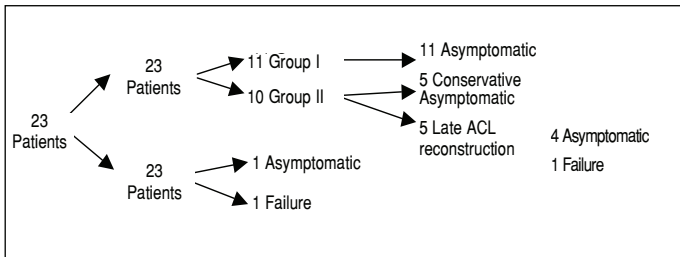 23
Patients
23
Patients
11 Group I
10 Group II
11 Asymptomatic
5 Conservative
Asymptomatic
5 Late ACL
reconstruction
4 Asymptomatic
1 Failure
23
Patients
1 Asymptomatic
1 Failure